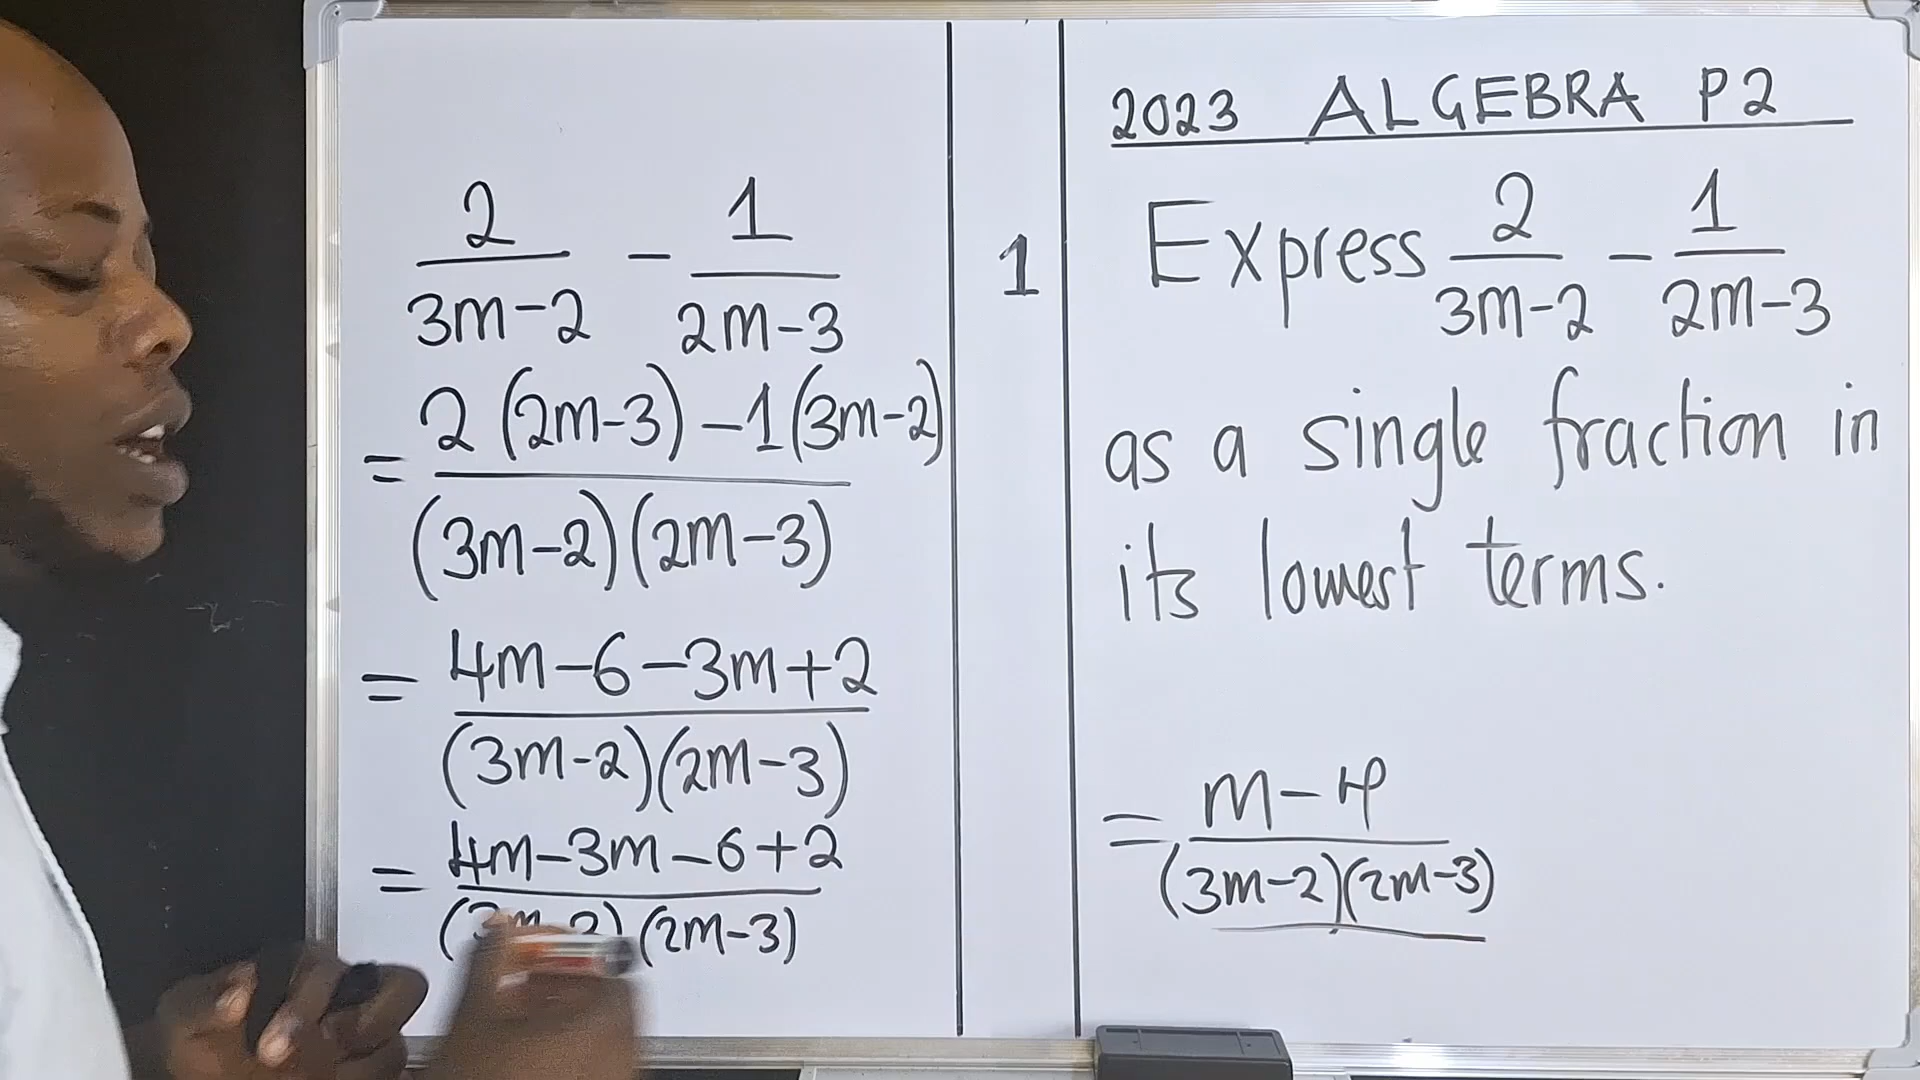 2/(3m-2) - 1/(2m-3)
= (2(2m-3) - 1(3m-2))/((3m-2)(2m-3))
= (4m-6-3m+2)/((3m-2)(2m-3))
= (4m-3m-6+2)/((3m-2)(2m-3))
1
2023 ALGEBRA P2
Express 2/(3m-2) - 1/(2m-3)
as a single fraction in
its lowest terms.
= (m-4)/((3m-2)(2m-3))